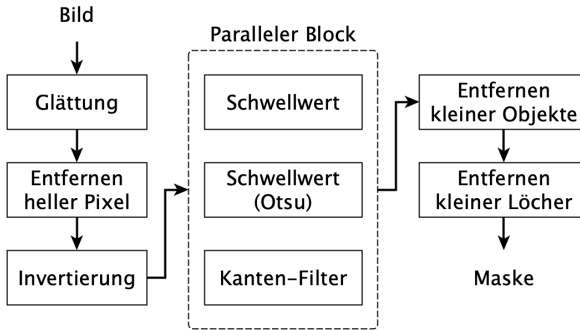 Bild
Glättung
Entfernen
heller Pixel
Invertierung
Paralleler Block
Schwellwert
Schwellwert
(Otsu)
Kanten-Filter
Entfernen
kleiner Objekte
Entfernen
kleiner Löcher
Maske